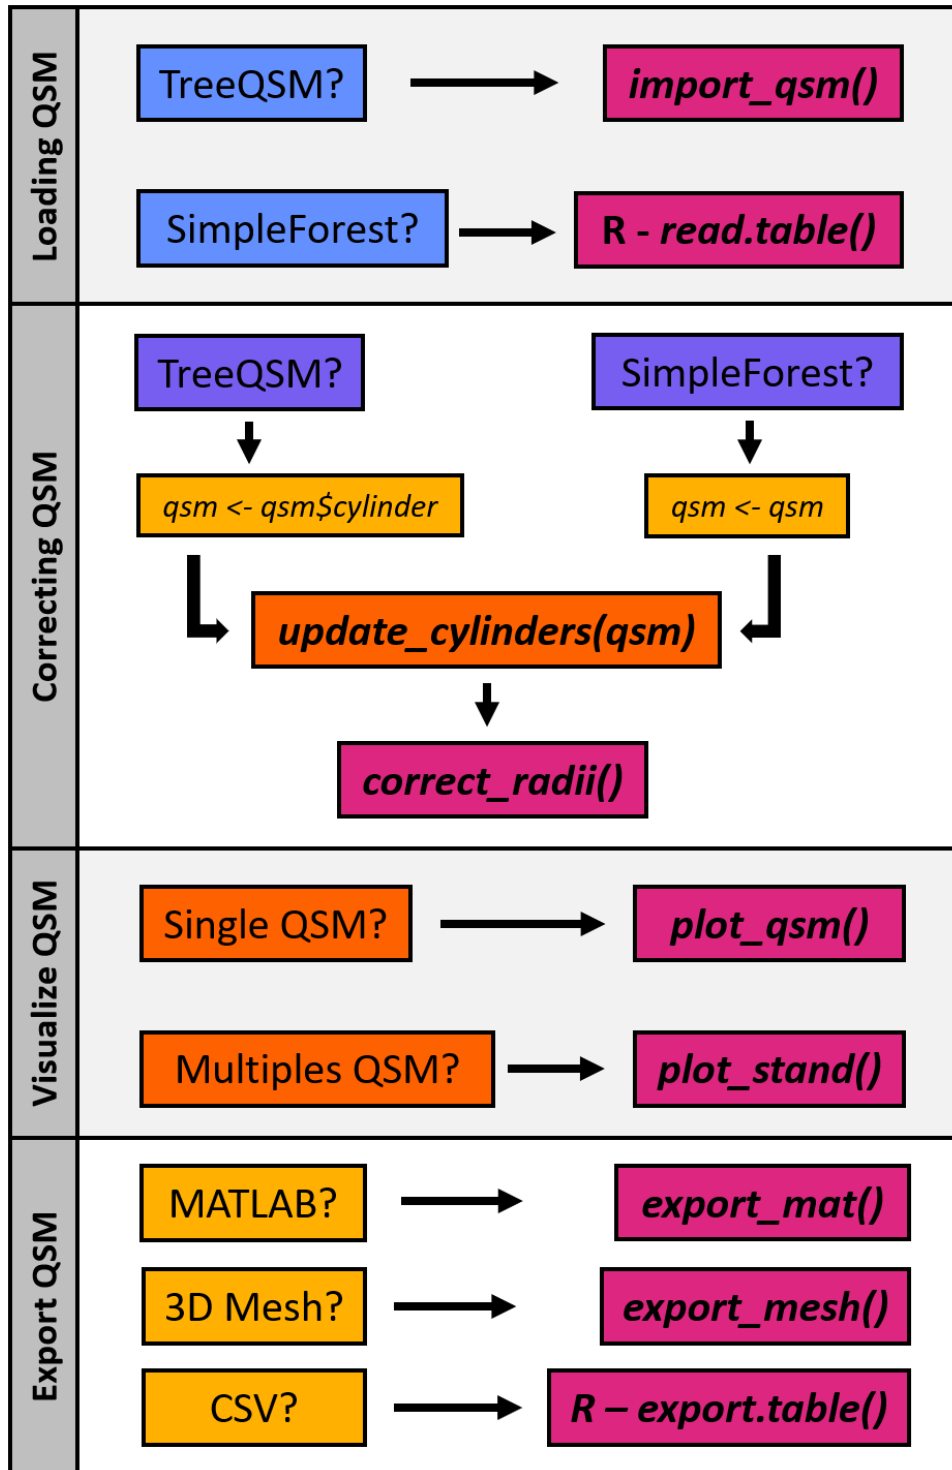 Loading QSM
TreeQSM?
import_qsm()
SimpleForest?
R - read.table()
Correcting QSM
TreeQSM?
SimpleForest?
qsm <- qsm$cylinder
qsm <- qsm
update_cylinders(qsm)
correct_radii()
Visualize QSM
Single QSM?
plot_qsm()
Multiples QSM?
plot_stand()
Export QSM
MATLAB?
export_mat()
3D Mesh?
export_mesh()
CSV?
R – export.table()